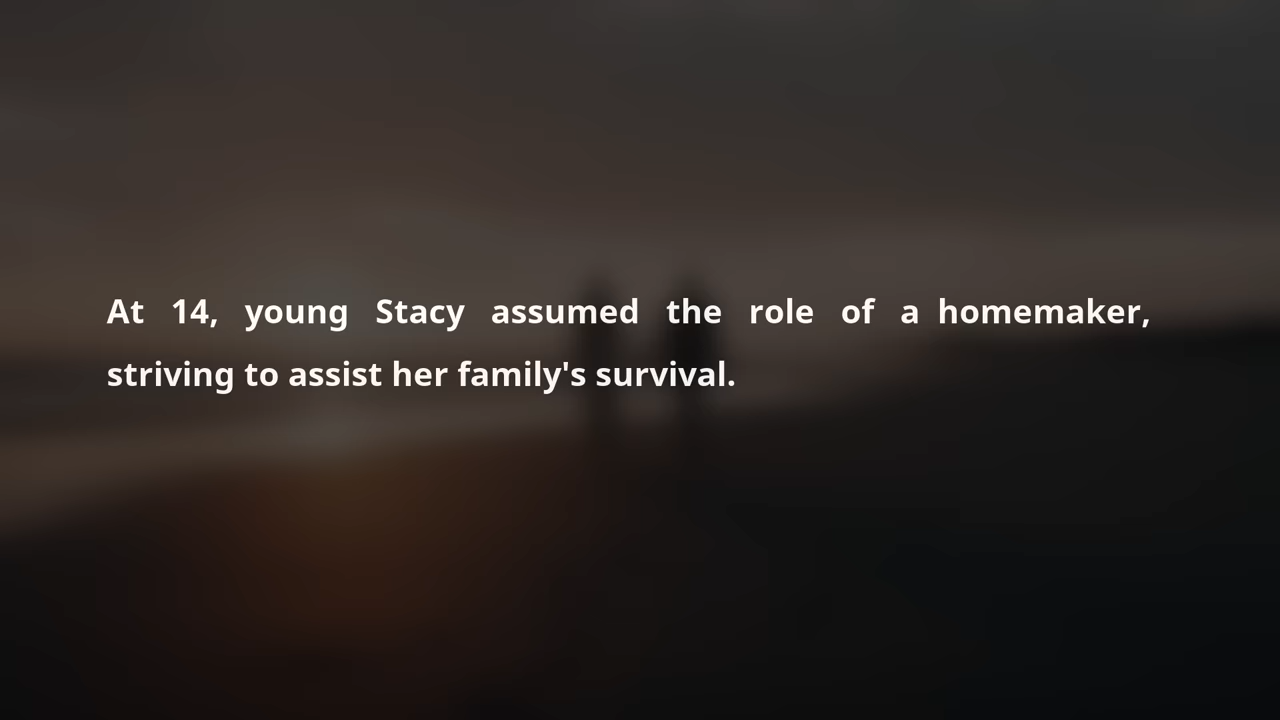 At 14, young Stacy assumed the role of a homemaker,
striving to assist her family's survival.